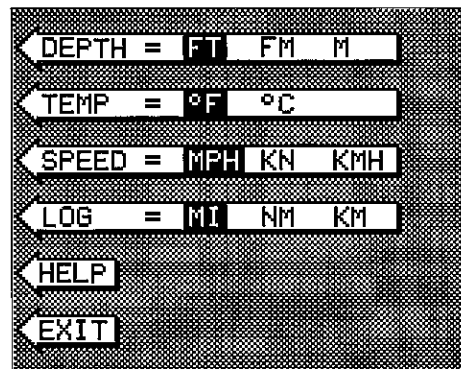 DEPTH = FT FM M
TEMP = °F °C
SPEED = MPH KN KMH
LOG = MI NM KM
HELP
EXIT